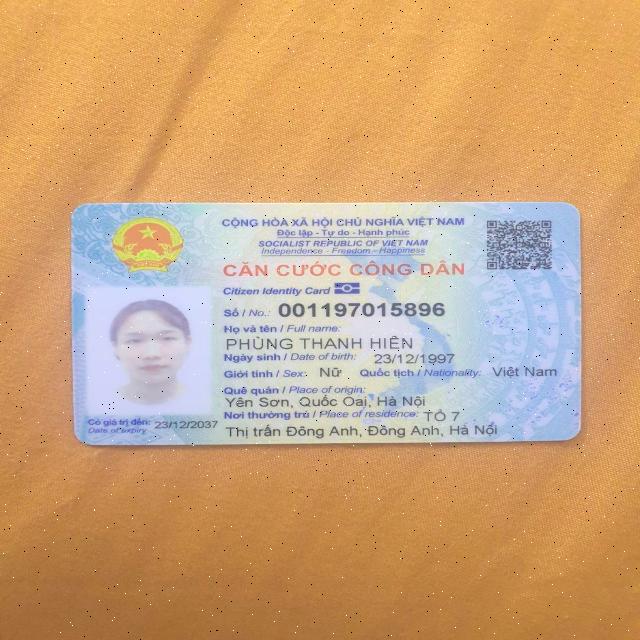 CỘNG HÒA XÃ HỘI CHỦ NGHĨA VIỆT NAM
Độc lập - Tự do - Hạnh phúc
SOCIALIST REPUBLIC OF VIET NAM
Independence - Freedom - Happiness
CĂN CƯỚC CÔNG DÂN
Citizen Identity Card
Số / No.: 001197015896
Họ và tên / Full name:
PHÙNG THANH HIỀN
Ngày sinh / Date of birth: 23/12/1997
Giới tính / Sex: Nữ Quốc tịch / Nationality: Việt Nam
Quê quán / Place of origin:
Yên Sơn, Quốc Oai, Hà Nội
Nơi thường trú / Place of residence: TỔ 7
Thị trấn Đông Anh, Đông Anh, Hà Nội
Có giá trị đến: 23/12/2037
Date of expiry